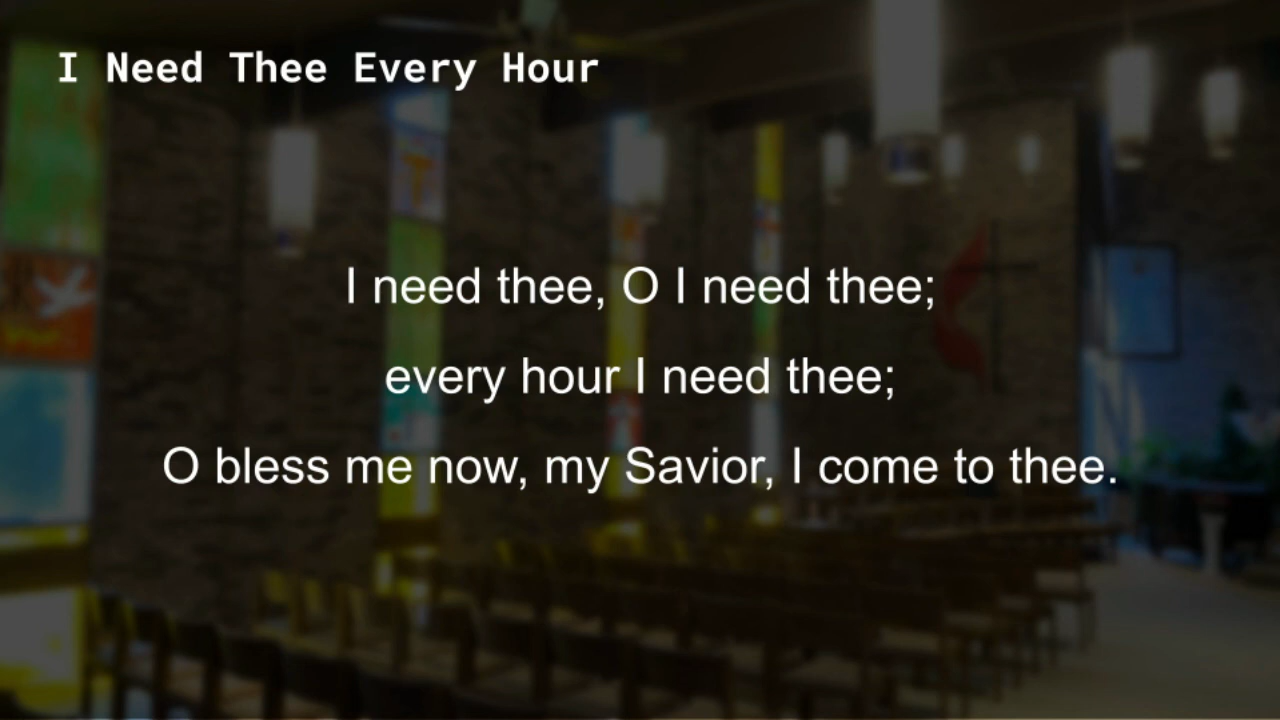 I Need Thee Every Hour
I need thee, O I need thee;
every hour I need thee;
O bless me now, my Savior, I come to thee.